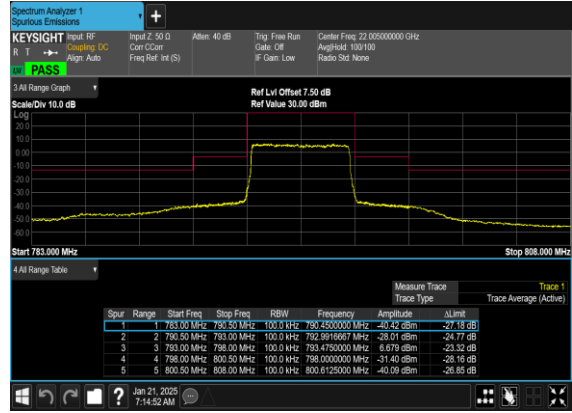 Spectrum Analyzer 1
Spurious Emissions
+
KEYSIGHT Input: RF Input Z: 50 Ω Atten: 40 dB Trig: Free Run Center Freq: 22.005000000 GHz
R T Coupling: DC Corr CCorr Gate: Off Avg|Hold: 100/100
Align: Auto Freq Ref: Int (S) IF Gain: Low Radio Std: None
LW PASS
3 All Range Graph Ref Lvl Offset 7.50 dB
Scale/Div 10.0 dB Ref Value 30.00 dBm
Log
20.0
10.0
0.00
-10.0
-20.0
-30.0
-40.0
-50.0
-60.0
Start 783.000 MHz Stop 808.000 MHz
4 All Range Table
Measure Trace Trace 1
Trace Type Trace Average (Active)
Spur Range Start Freq Stop Freq RBW Frequency Amplitude ΔLimit
1 1 783.00 MHz 790.50 MHz 100.0 kHz 790.4500000 MHz -40.42 dBm -27.18 dB
2 2 790.50 MHz 793.00 MHz 100.0 kHz 792.9916667 MHz -28.01 dBm -24.77 dB
3 3 793.00 MHz 798.00 MHz 100.0 kHz 793.4750000 MHz 6.679 dBm -23.32 dB
4 4 798.00 MHz 800.50 MHz 100.0 kHz 798.0000000 MHz -31.40 dBm -28.16 dB
5 5 800.50 MHz 808.00 MHz 100.0 kHz 800.6125000 MHz -40.09 dBm -26.85 dB
? Jan 21, 2025
7:14:52 AM